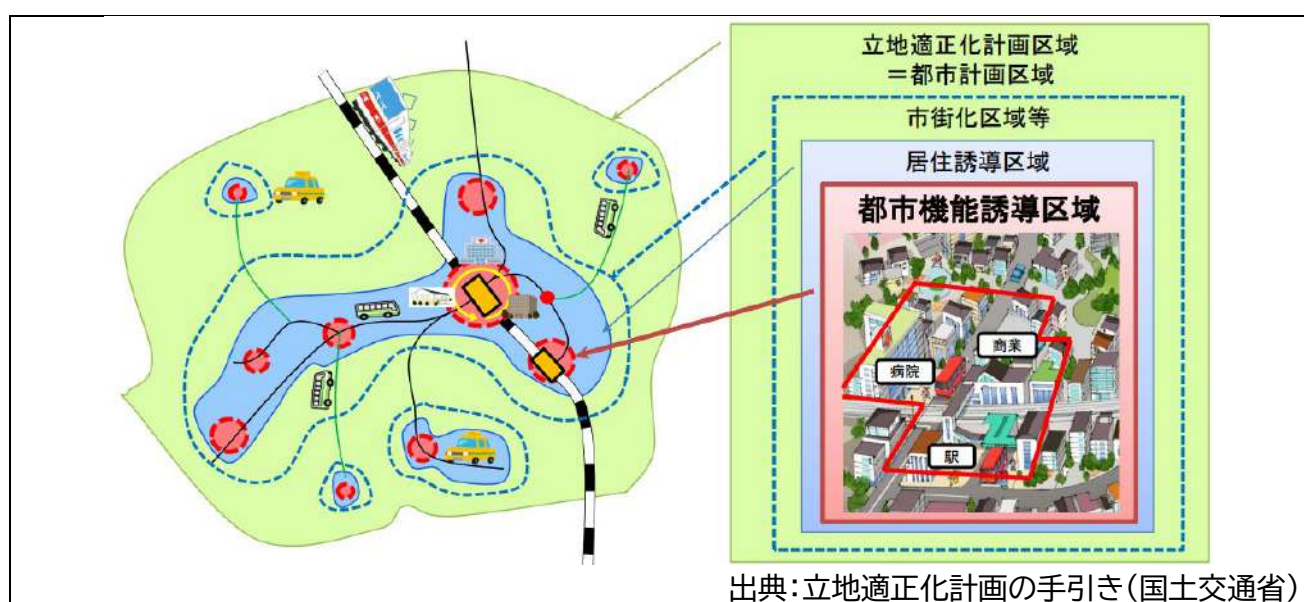 立地適正化計画区域
＝都市計画区域
市街化区域等
居住誘導区域
都市機能誘導区域
商業
病院
駅
出典：立地適正化計画の手引き（国土交通省）